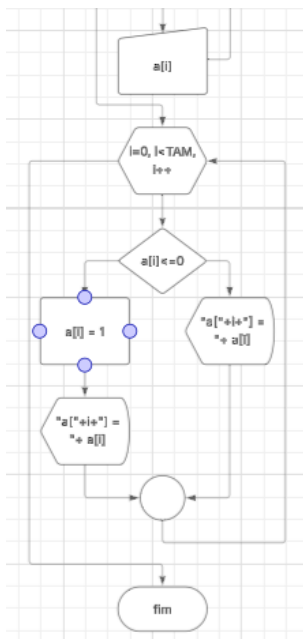 a[i]
i=0, i<TAM,
i++
a[i]<=0
a[i] = 1
"a["+i+"] =
"+ a[i]
"a["+i+"] =
"+ a[i]
fim